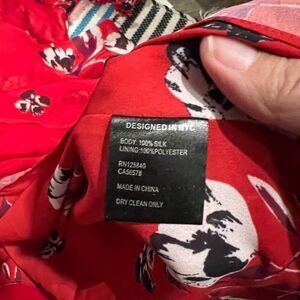 DESIGNED IN NYC
BODY: 100% SILK
LINING: 100% POLYESTER
RN125840
CA56578
MADE IN CHINA
DRY CLEAN ONLY